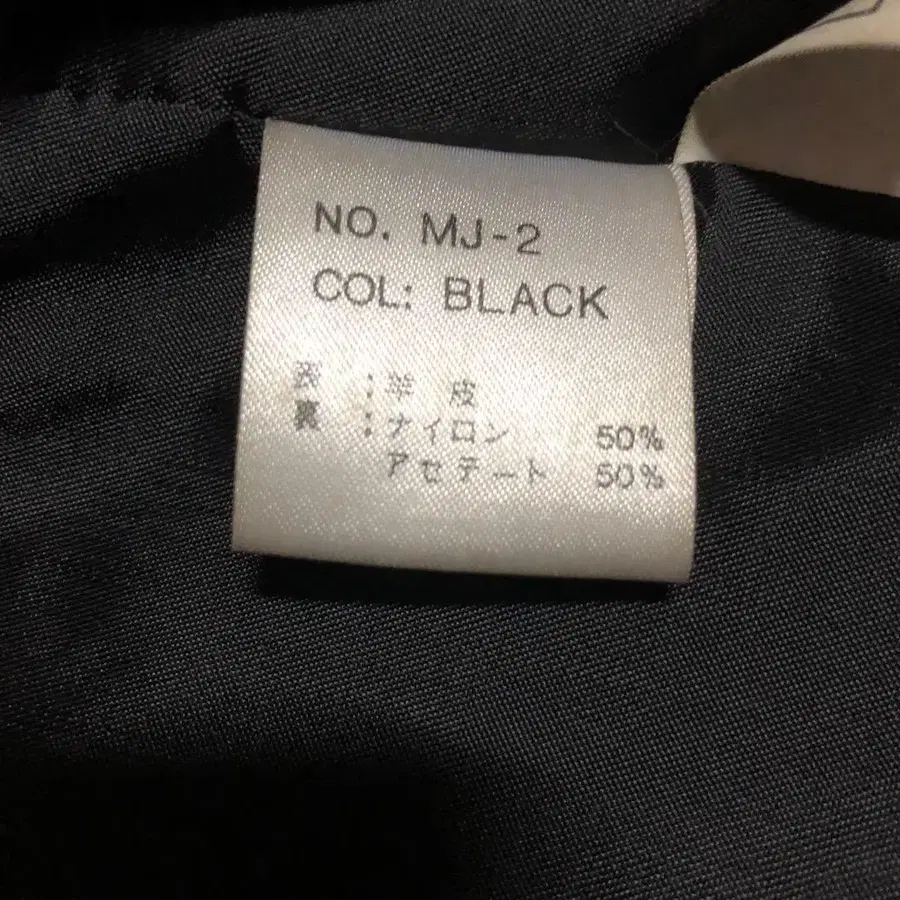 NO. MJ-2
COL: BLACK
表 : 羊 皮
裏 : ナイロン 50%
アセテート 50%